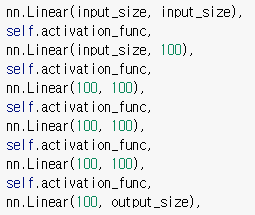 nn.Linear(input_size, input_size),
self.activation_func,
nn.Linear(input_size, 100),
self.activation_func,
nn.Linear(100, 100),
self.activation_func,
nn.Linear(100, 100),
self.activation_func,
nn.Linear(100, 100),
self.activation_func,
nn.Linear(100, output_size),